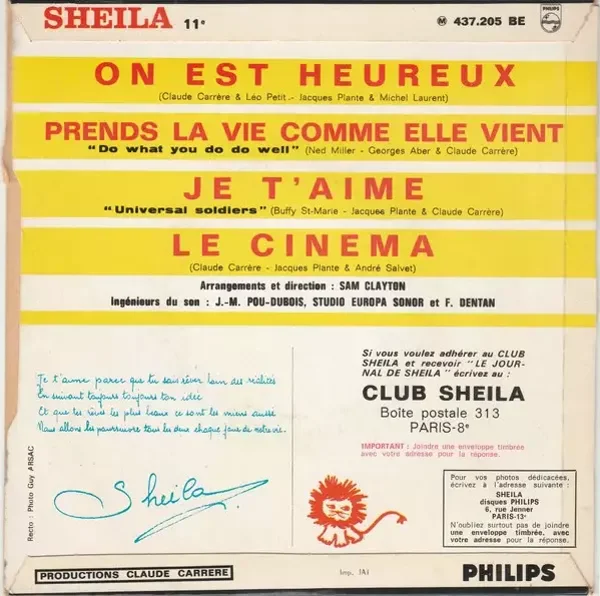 SHEILA 11e
Ⓜ 437.205 BE
PHILIPS
ON EST HEUREUX
(Claude Carrère & Léo Petit - Jacques Plante & Michel Laurent)
PRENDS LA VIE COMME ELLE VIENT
"Do what you do do well" (Ned Miller - Georges Aber & Claude Carrère)
JE T'AIME
"Universal soldiers" (Buffy St-Marie - Jacques Plante & Claude Carrère)
LE CINEMA
(Claude Carrère - Jacques Plante & André Salvet)
Arrangements et direction : SAM CLAYTON
Ingénieurs du son : J.-M. POU-DUBOIS, STUDIO EUROPA SONOR et F. DENTAN
Je t'aime parce que tu sais rêver loin des réalités
En suivant toujours toujours ton idée
Et que les rêves les plus beaux ce sont les miens aussi
Nous allons les poursuivre tous les deux chaque jour de notre vie.
Sheila
Recto : Photo Guy ARSAC
Si vous voulez adhérer au CLUB
SHEILA et recevoir "LE JOUR-
NAL DE SHEILA" écrivez au :
CLUB SHEILA
Boîte postale 313
PARIS-8e
IMPORTANT : Joindre une enveloppe timbrée
avec votre adresse pour la réponse.
Pour vos photos dédicacées,
écrivez à l'adresse suivante :
SHEILA
disques PHILIPS
6, rue Jenner
PARIS-13e
N'oubliez surtout pas de joindre
une enveloppe timbrée, avec
votre adresse pour la réponse.
PRODUCTIONS CLAUDE CARRERE
PHILIPS